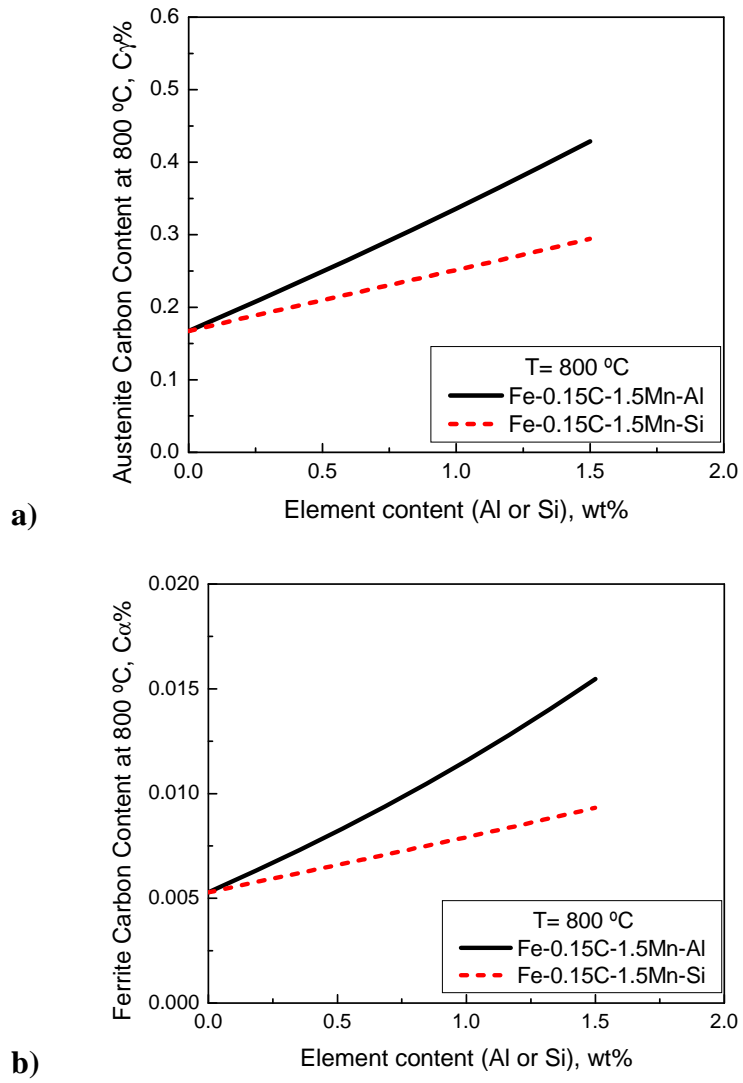 Austenite Carbon Content at 800 ºC, Cγ%
0.6
0.5
0.4
0.3
0.2
0.1
0.0
T= 800 ºC
Fe-0.15C-1.5Mn-Al
Fe-0.15C-1.5Mn-Si
0.0 0.5 1.0 1.5 2.0
Element content (Al or Si), wt%
a)
Ferrite Carbon Content at 800 ºC, Cα%
0.020
0.015
0.010
0.005
0.000
T= 800 ºC
Fe-0.15C-1.5Mn-Al
Fe-0.15C-1.5Mn-Si
0.0 0.5 1.0 1.5 2.0
Element content (Al or Si), wt%
b)